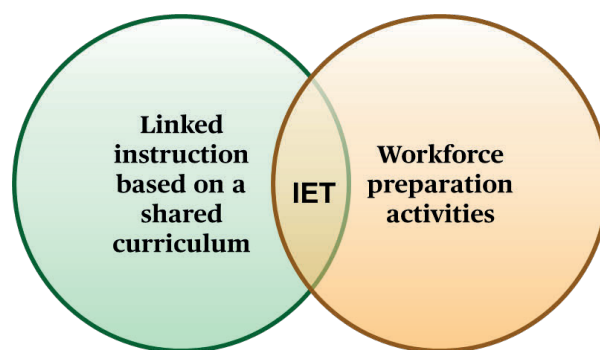 Linked
instruction
based on a
shared
curriculum
IET
Workforce
preparation
activities